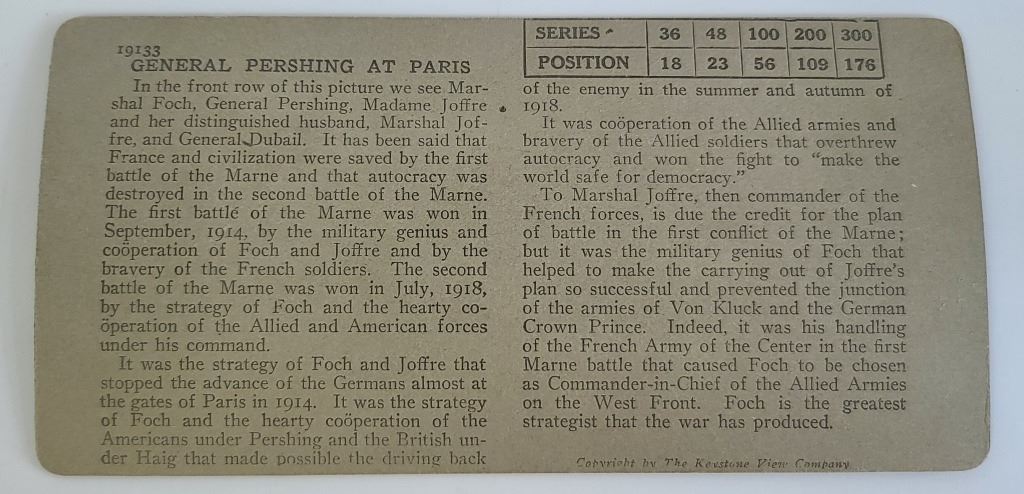 19133
GENERAL PERSHING AT PARIS
In the front row of this picture we see Mar-
shal Foch, General Pershing, Madame Joffre
and her distinguished husband, Marshal Jof-
fre, and General Dubail. It has been said that
France and civilization were saved by the first
battle of the Marne and that autocracy was
destroyed in the second battle of the Marne.
The first battle of the Marne was won in
September, 1914, by the military genius and
coöperation of Foch and Joffre and by the
bravery of the French soldiers. The second
battle of the Marne was won in July, 1918,
by the strategy of Foch and the hearty co-
öperation of the Allied and American forces
under his command.
It was the strategy of Foch and Joffre that
stopped the advance of the Germans almost at
the gates of Paris in 1914. It was the strategy
of Foch and the hearty coöperation of the
Americans under Pershing and the British un-
der Haig that made possible the driving back
SERIES 36 48 100 200 300
POSITION 18 23 56 109 176
of the enemy in the summer and autumn of
1918.
It was coöperation of the Allied armies and
bravery of the Allied soldiers that overthrew
autocracy and won the fight to "make the
world safe for democracy."
To Marshal Joffre, then commander of the
French forces, is due the credit for the plan
of battle in the first conflict of the Marne;
but it was the military genius of Foch that
helped to make the carrying out of Joffre's
plan so successful and prevented the junction
of the armies of Von Kluck and the German
Crown Prince. Indeed, it was his handling
of the French Army of the Center in the first
Marne battle that caused Foch to be chosen
as Commander-in-Chief of the Allied Armies
on the West Front. Foch is the greatest
strategist that the war has produced.
Copyright by The Keystone View Company